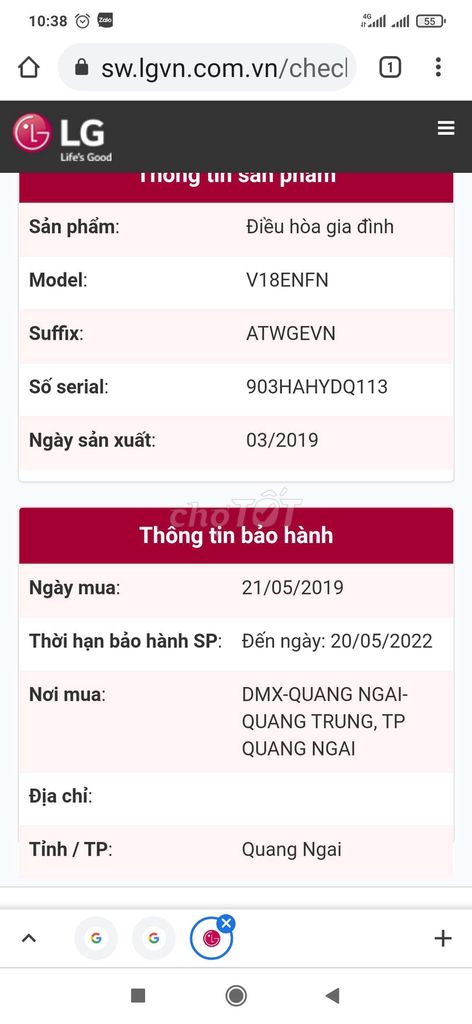 10:38 Zalo 4G 55
sw.lgvn.com.vn/chec
1
LG
Life's Good
Thông tin sản phẩm
Sản phẩm: Điều hòa gia đình
Model: V18ENFN
Suffix: ATWGEVN
Số serial: 903HAHYDQ113
Ngày sản xuất: 03/2019
chợTỐT
Thông tin bảo hành
Ngày mua: 21/05/2019
Thời hạn bảo hành SP: Đến ngày: 20/05/2022
Nơi mua: DMX-QUANG NGAI-
QUANG TRUNG, TP
QUANG NGAI
Địa chỉ:
Tỉnh / TP: Quang Ngai
G G LG